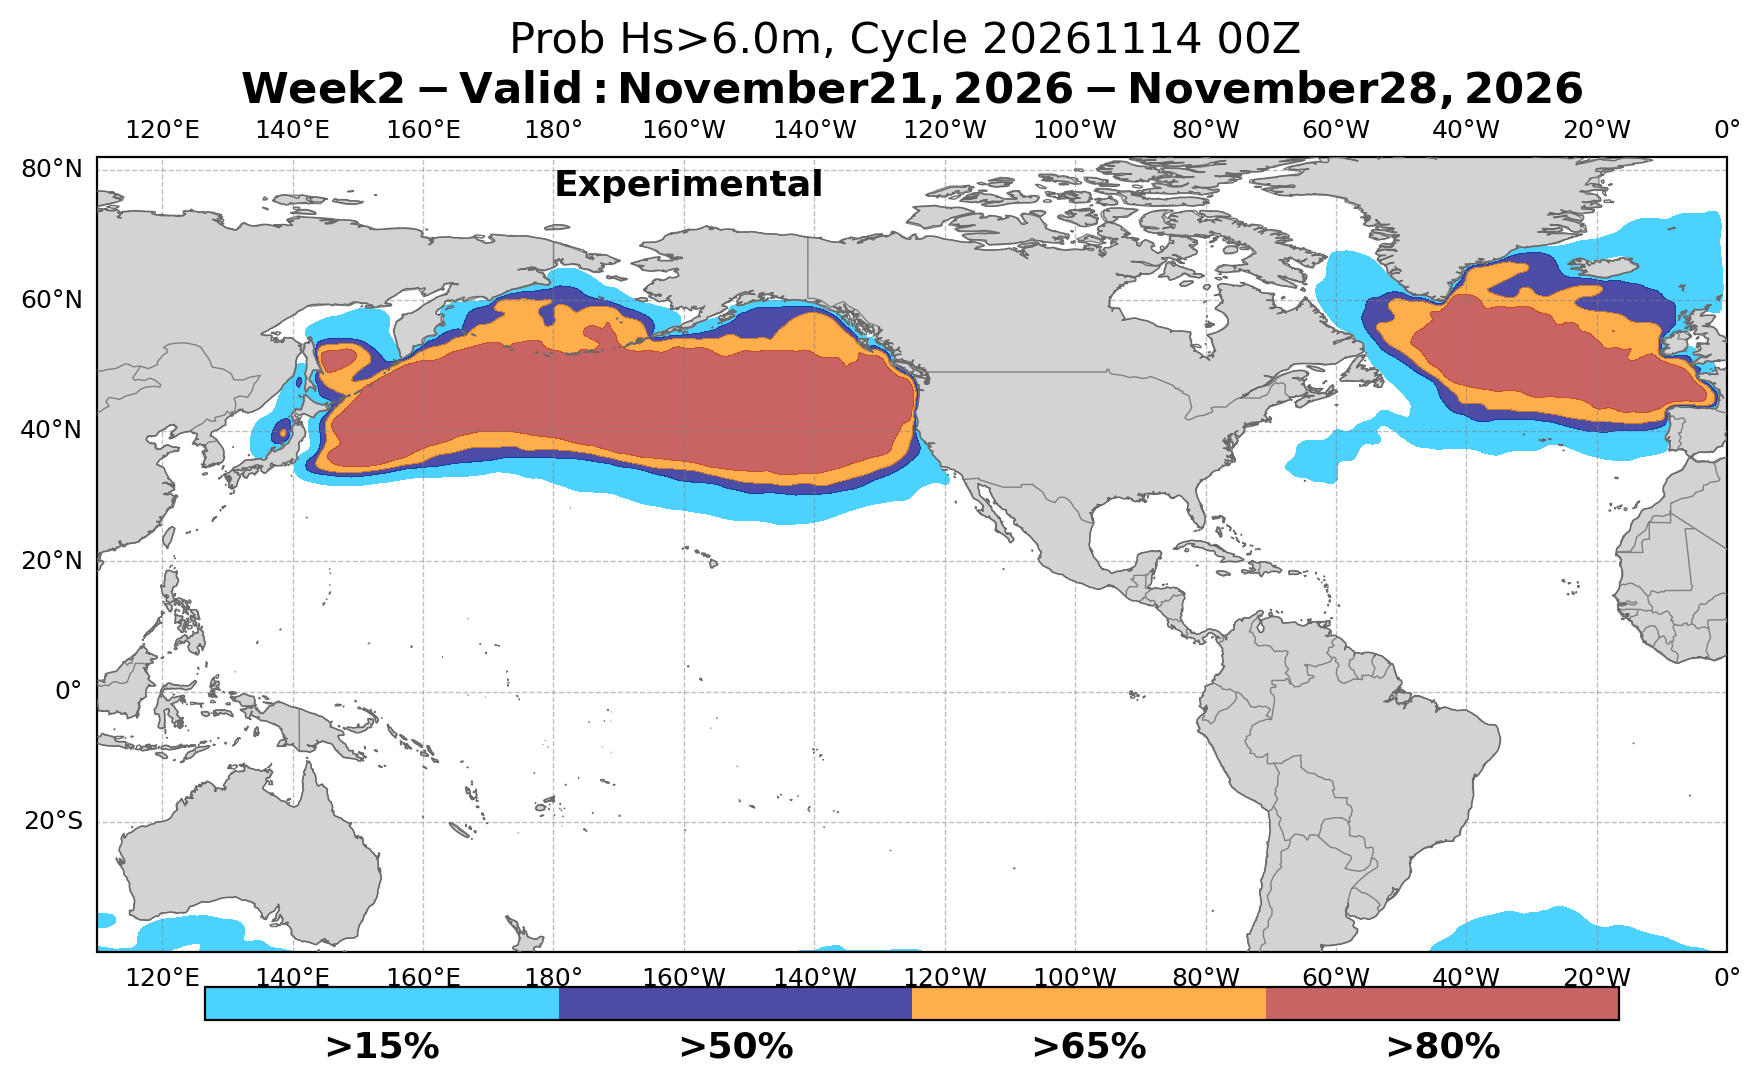 Prob Hs>6.0m, Cycle 20261114 00Z
Week2 − Valid : November21, 2026 − November28, 2026
120°E 140°E 160°E 180° 160°W 140°W 120°W 100°W 80°W 60°W 40°W 20°W 0°
80°N
Experimental
60°N
40°N
20°N
0°
20°S
120°E 140°E 160°E 180° 160°W 140°W 120°W 100°W 80°W 60°W 40°W 20°W 0°
>15% >50% >65% >80%